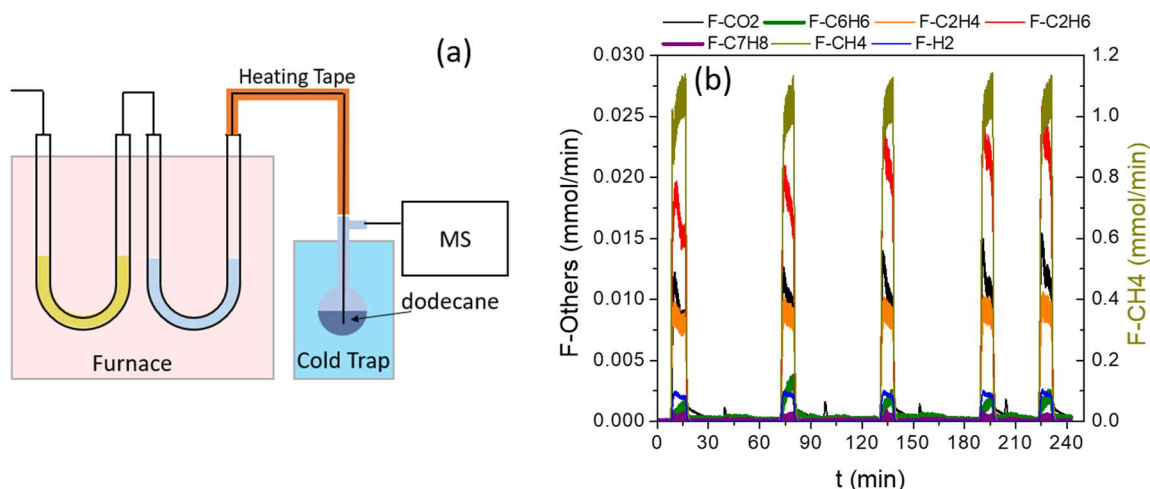 (a)
Heating Tape
MS
dodecane
Furnace
Cold Trap
F-CO2 F-C6H6 F-C2H4 F-C2H6
F-C7H8 F-CH4 F-H2
(b)
0.030
0.025
0.020
0.015
0.010
0.005
0.000
F-Others (mmol/min)
1.2
1.0
0.8
0.6
0.4
0.2
0.0
F-CH4 (mmol/min)
0 30 60 90 120 150 180 210 240
t (min)